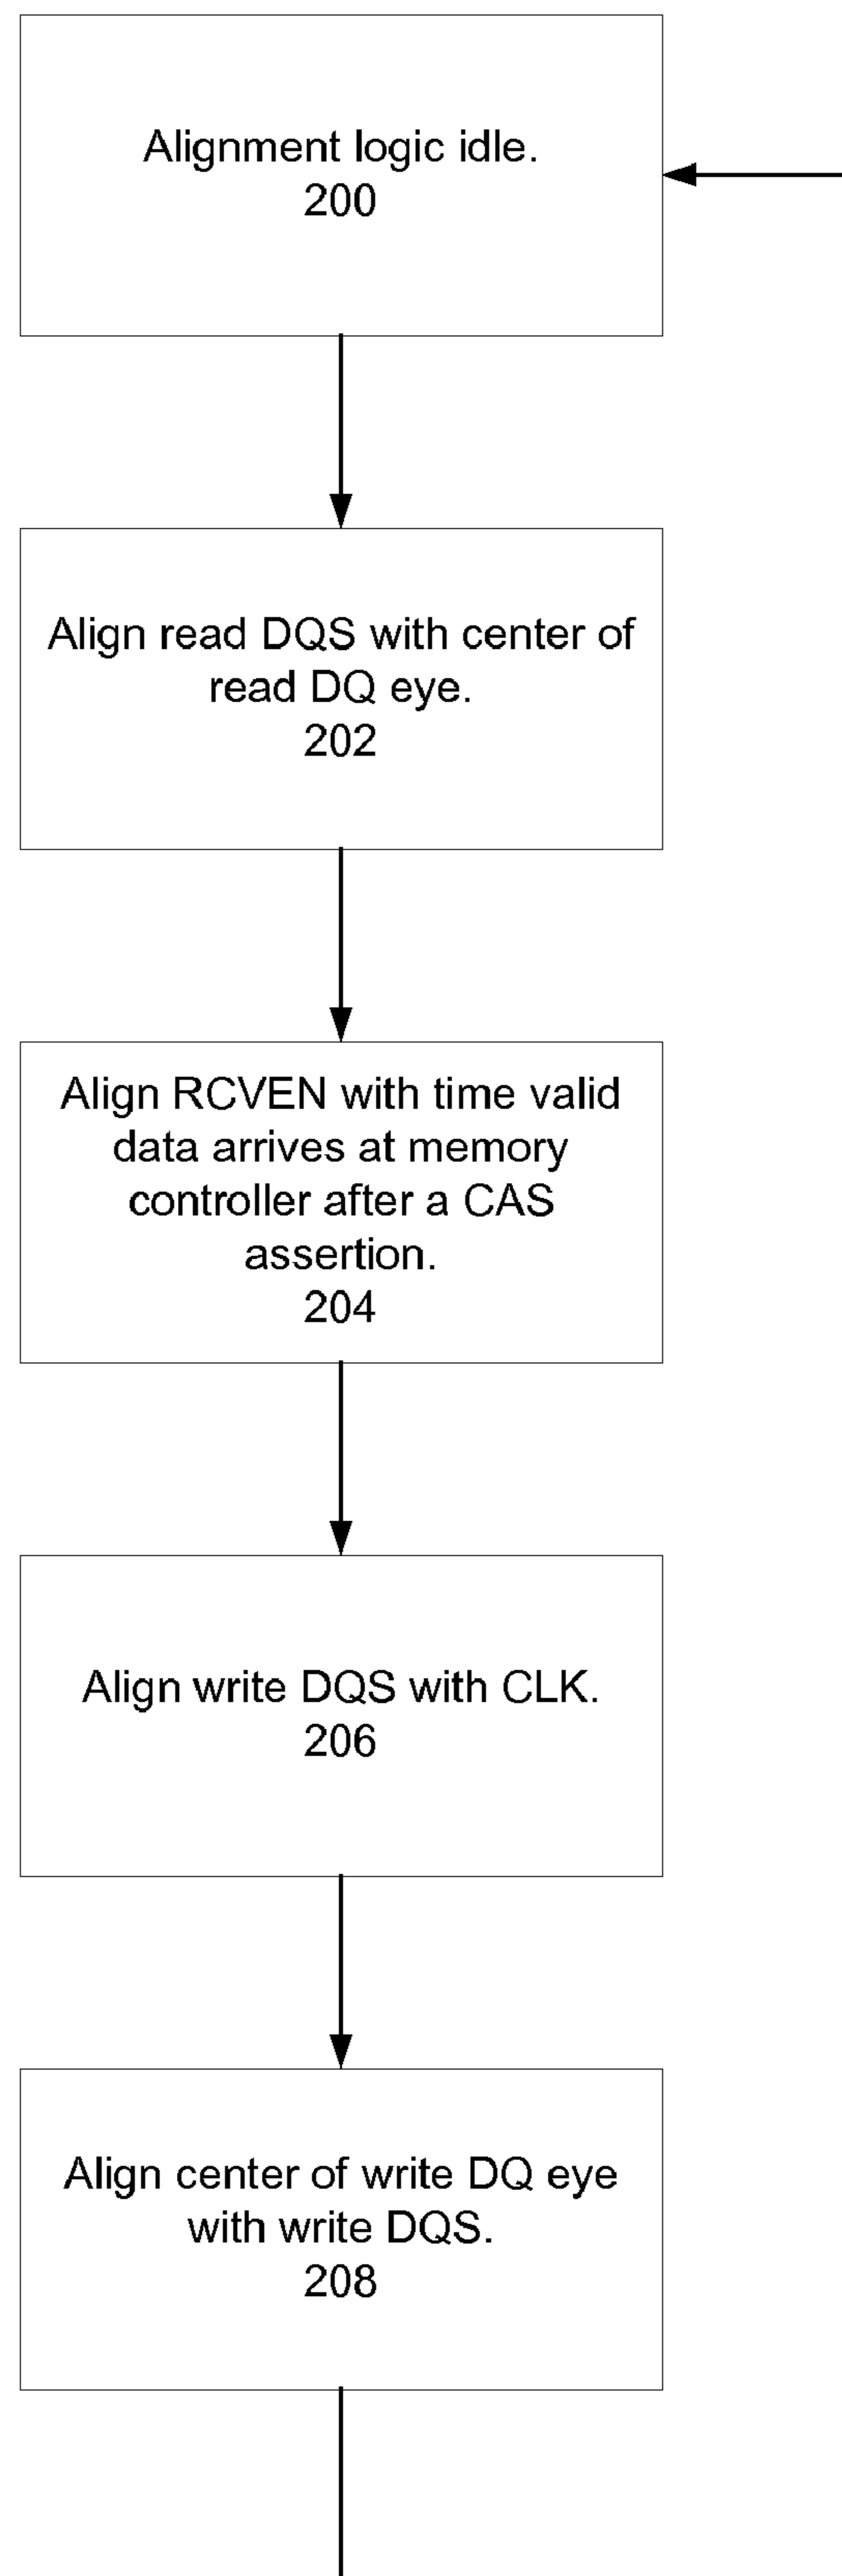 Alignment logic idle.
200
Align read DQS with center of
read DQ eye.
202
Align RCVEN with time valid
data arrives at memory
controller after a CAS
assertion.
204
Align write DQS with CLK.
206
Align center of write DQ eye
with write DQS.
208